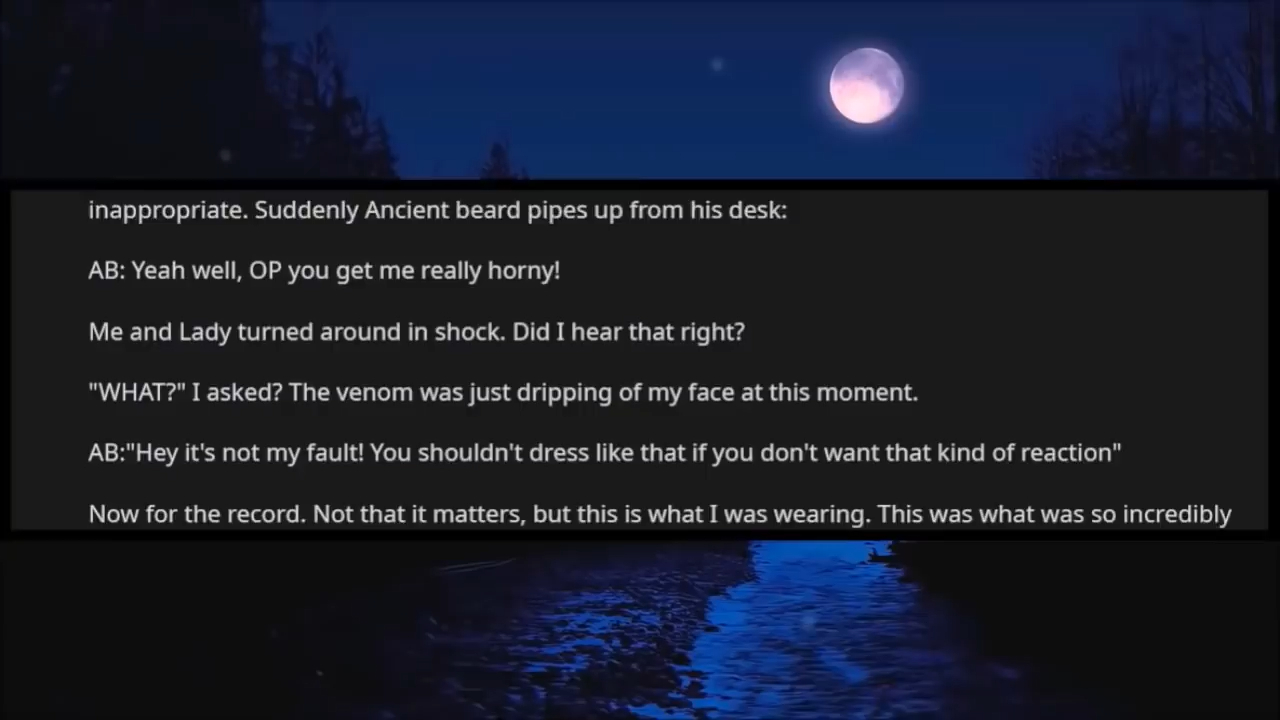 inappropriate. Suddenly Ancient beard pipes up from his desk:
AB: Yeah well, OP you get me really horny!
Me and Lady turned around in shock. Did I hear that right?
"WHAT?" I asked? The venom was just dripping of my face at this moment.
AB:"Hey it's not my fault! You shouldn't dress like that if you don't want that kind of reaction"
Now for the record. Not that it matters, but this is what I was wearing. This was what was so incredibly